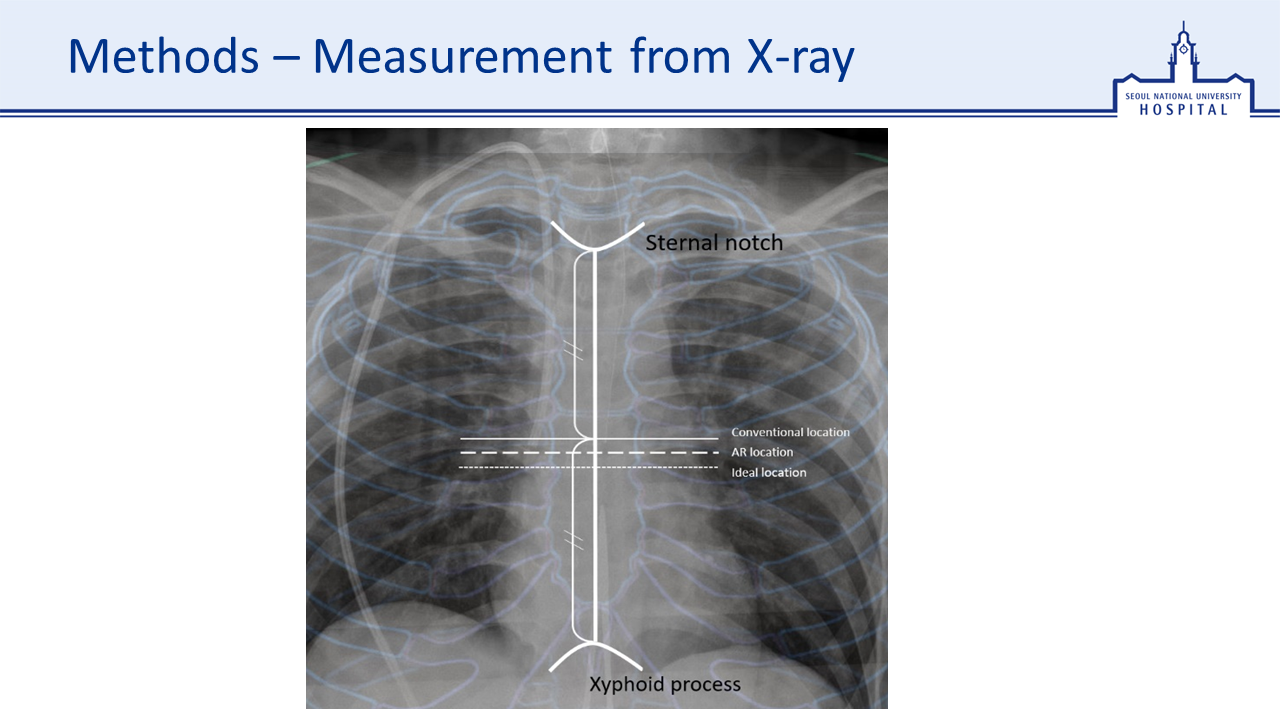 Methods – Measurement from X-ray
SEOUL NATIONAL UNIVERSITY
HOSPITAL
Sternal notch
Conventional location
AR location
Ideal location
Xyphoid process